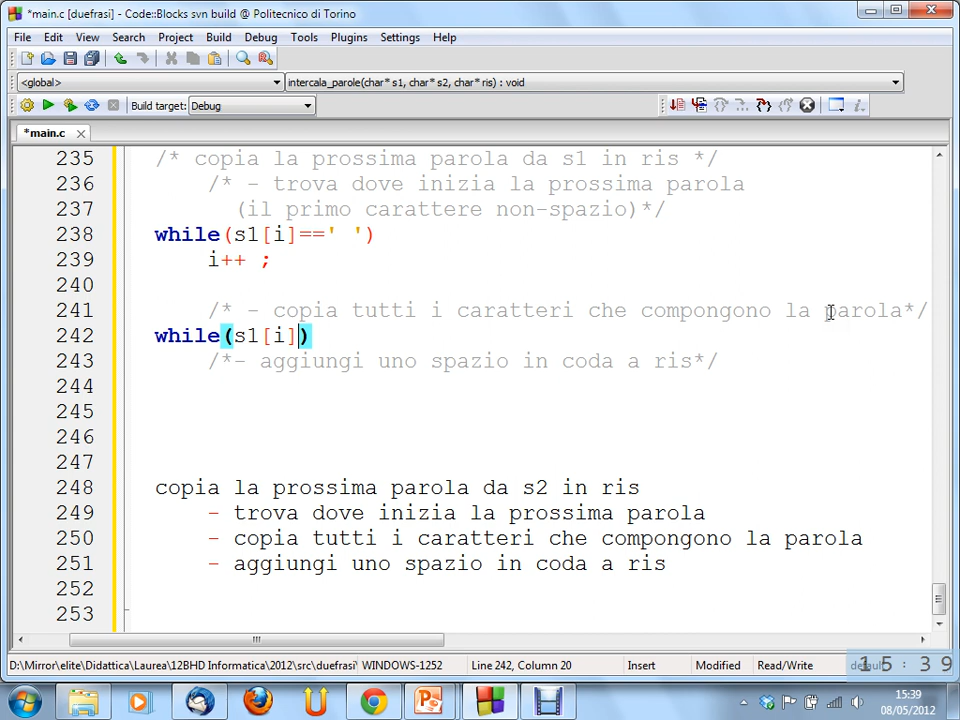 *main.c [duefrasi] - Code::Blocks svn build @ Politecnico di Torino
File Edit View Search Project Build Debug Tools Plugins Settings Help
<global> intercala_parole(char* s1, char* s2, char* ris) : void
Build target: Debug
*main.c
235 /* copia la prossima parola da s1 in ris */
236 /* - trova dove inizia la prossima parola
237 (il primo carattere non-spazio)*/
238 while(s1[i]==' ')
239 i++ ;
240
241 /* - copia tutti i caratteri che compongono la parola*/
242 while(s1[i])
243 /*- aggiungi uno spazio in coda a ris*/
244
245
246
247
248 copia la prossima parola da s2 in ris
249 - trova dove inizia la prossima parola
250 - copia tutti i caratteri che compongono la parola
251 - aggiungi uno spazio in coda a ris
252
253
D:\Mirror\elite\Didattica\Laurea\12BHD Informatica\2012\src\duefrasi\ WINDOWS-1252 Line 242, Column 20 Insert Modified Read/Write default
15:39
15:39
08/05/2012